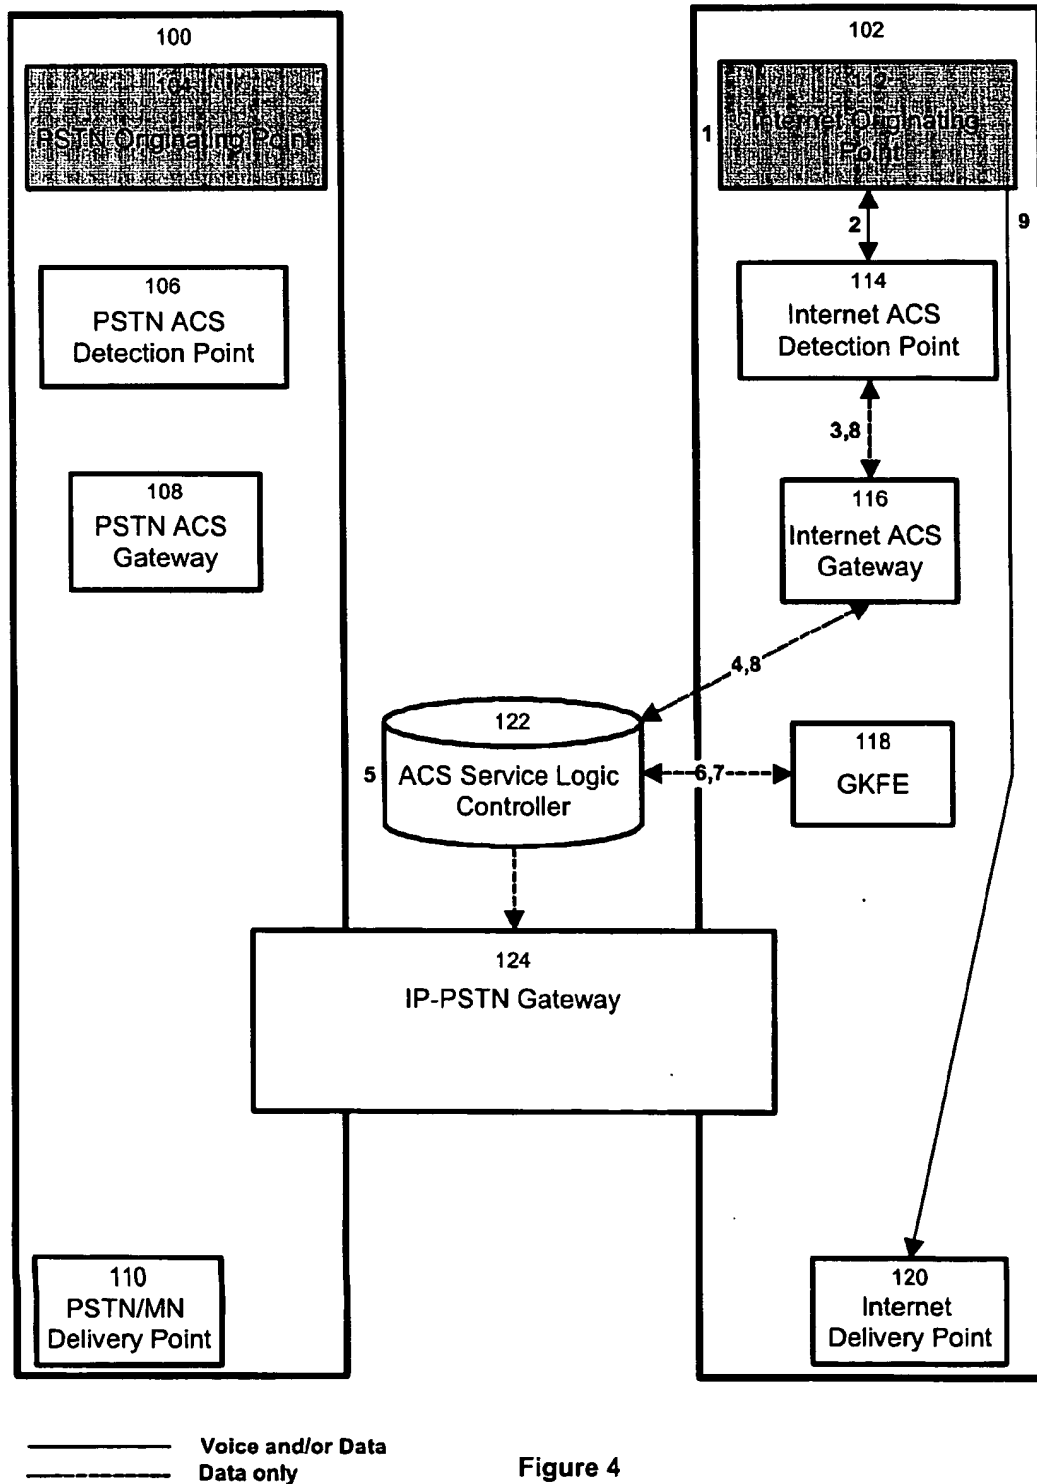 100
104
PSTN Originating Point
106
PSTN ACS
Detection Point
108
PSTN ACS
Gateway
110
PSTN/MN
Delivery Point
102
112
Internet Originating
Point
1
2
9
114
Internet ACS
Detection Point
3,8
116
Internet ACS
Gateway
4,8
122
ACS Service Logic
Controller
5
6,7
118
GKFE
124
IP-PSTN Gateway
120
Internet
Delivery Point
Voice and/or Data
Data only
Figure 4